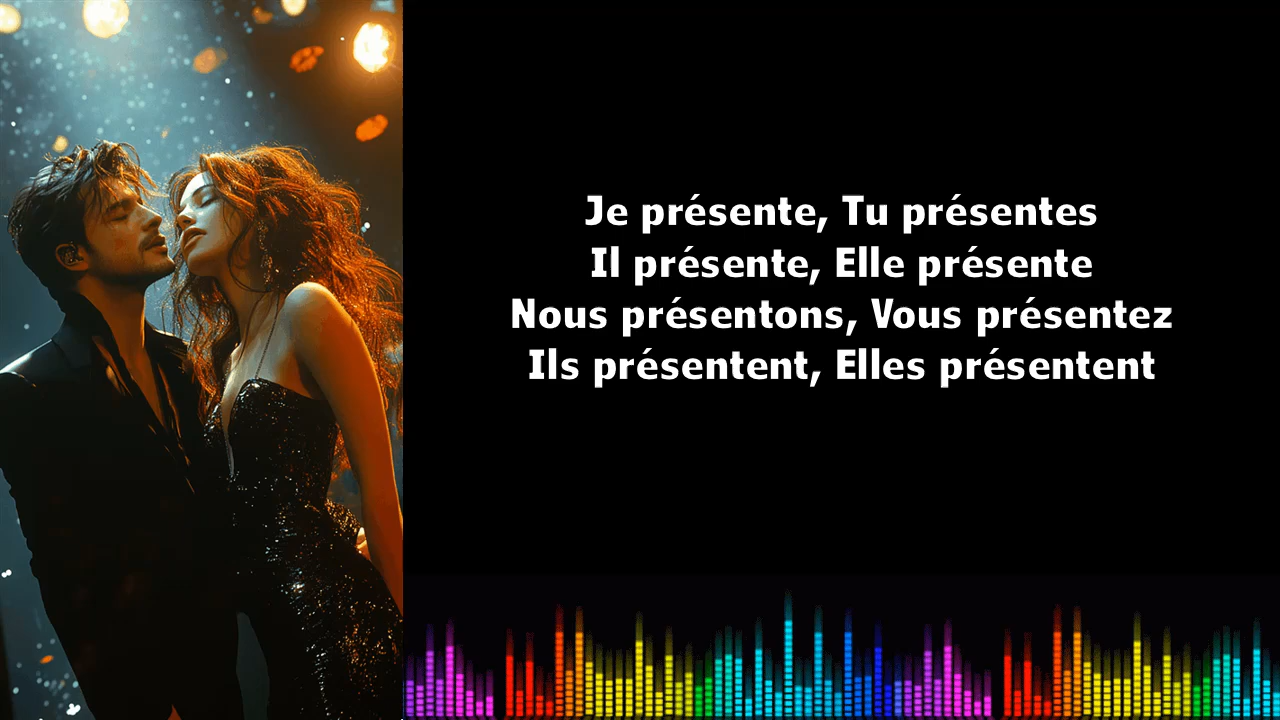 Je présente, Tu présentes
Il présente, Elle présente
Nous présentons, Vous présentez
Ils présentent, Elles présentent